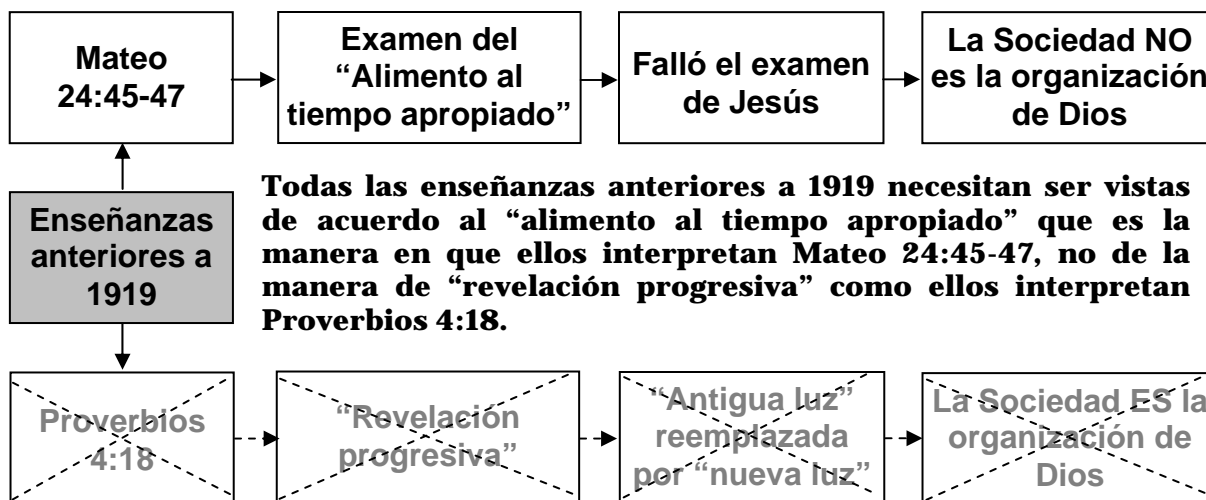 Mateo
24:45-47
Examen del
“Alimento al
tiempo apropiado”
Falló el examen
de Jesús
La Sociedad NO
es la organización
de Dios
Enseñanzas
anteriores a
1919
Todas las enseñanzas anteriores a 1919 necesitan ser vistas
de acuerdo al “alimento al tiempo apropiado” que es la
manera en que ellos interpretan Mateo 24:45-47, no de la
manera de “revelación progresiva” como ellos interpretan
Proverbios 4:18.
Proverbios
4:18
“Revelación
progresiva”
“Antigua luz”
reemplazada
por “nueva luz”
La Sociedad ES la
organización de
Dios